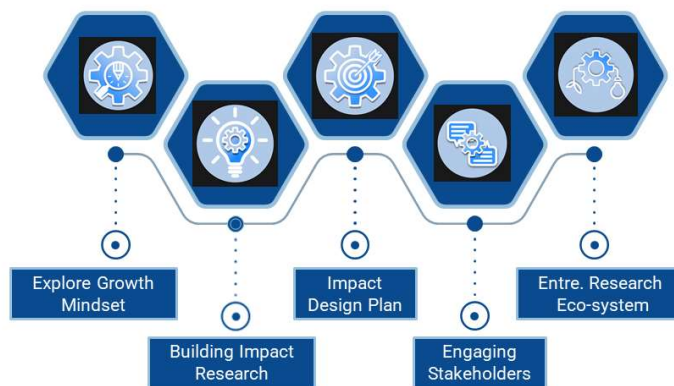 Explore Growth
Mindset
Building Impact
Research
Impact
Design Plan
Engaging
Stakeholders
Entre. Research
Eco-system